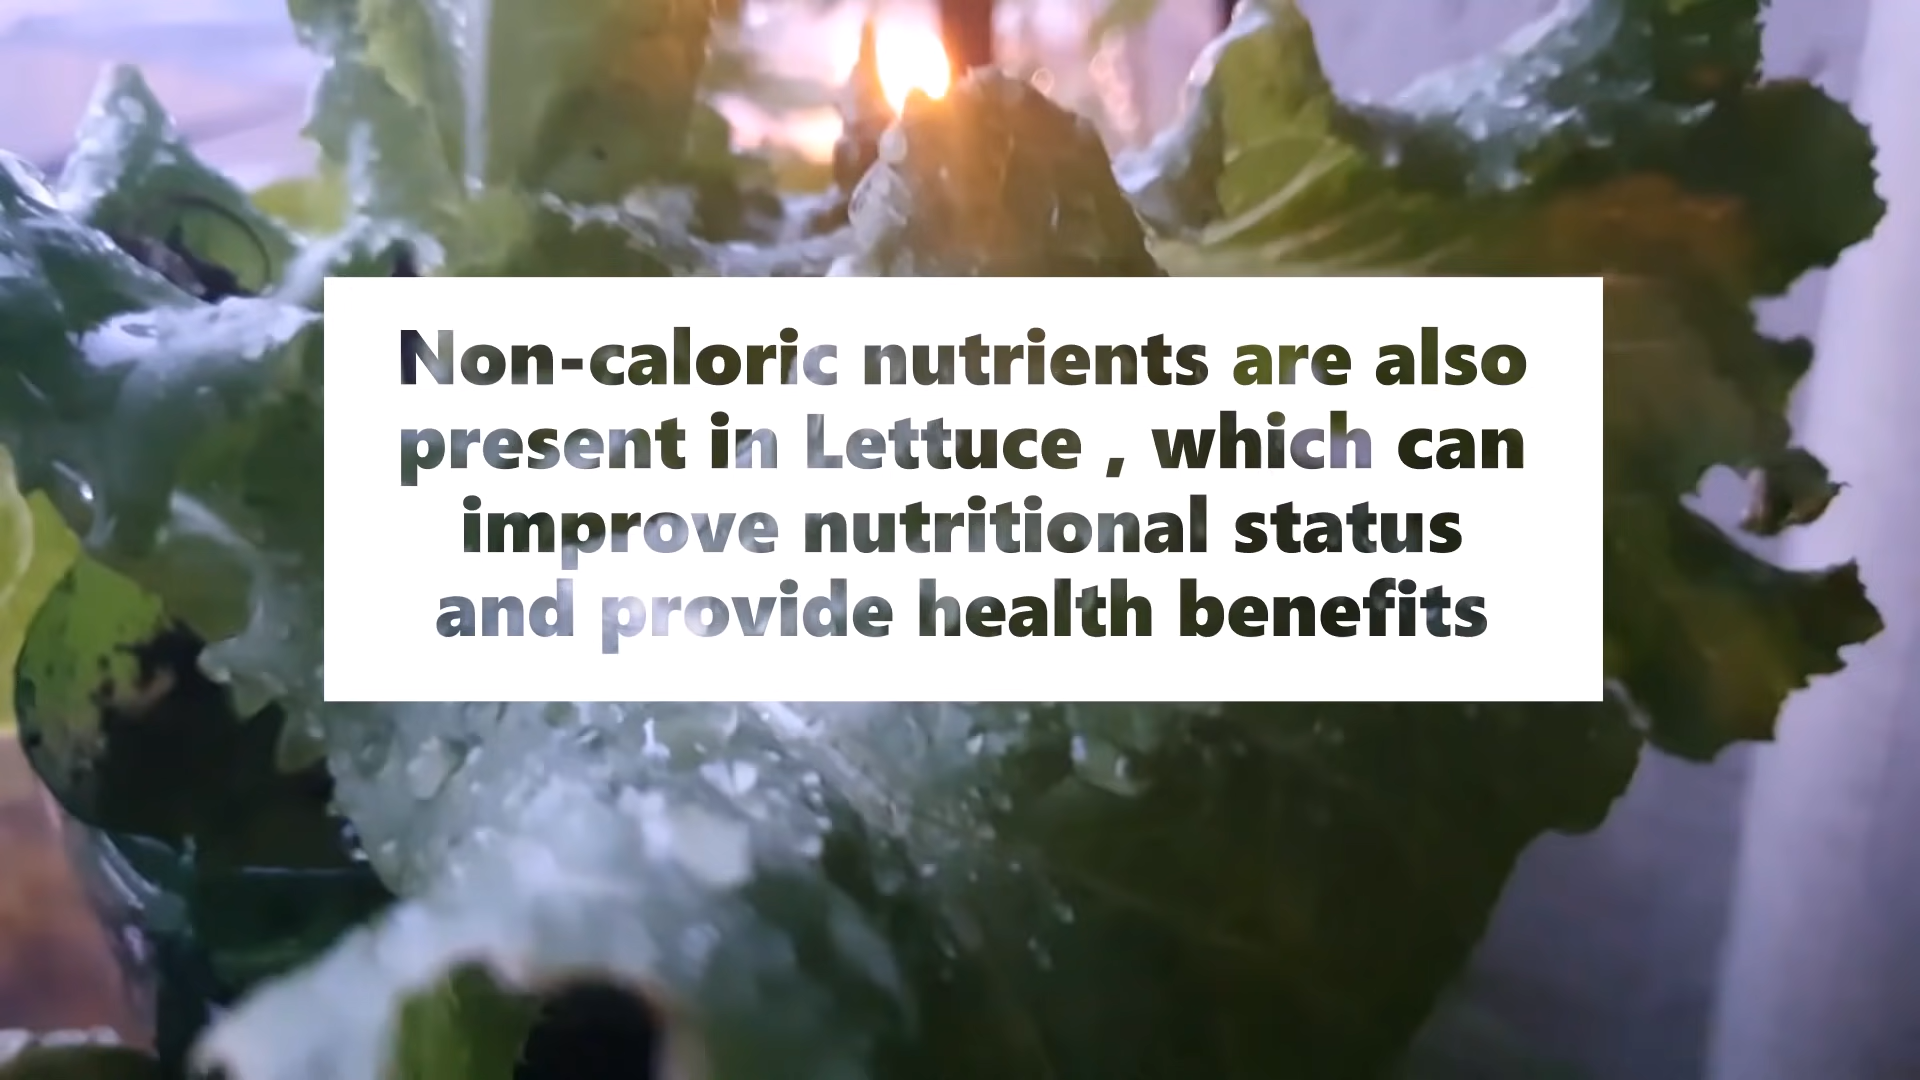 Non-caloric nutrients are also
present in Lettuce , which can
improve nutritional status
and provide health benefits